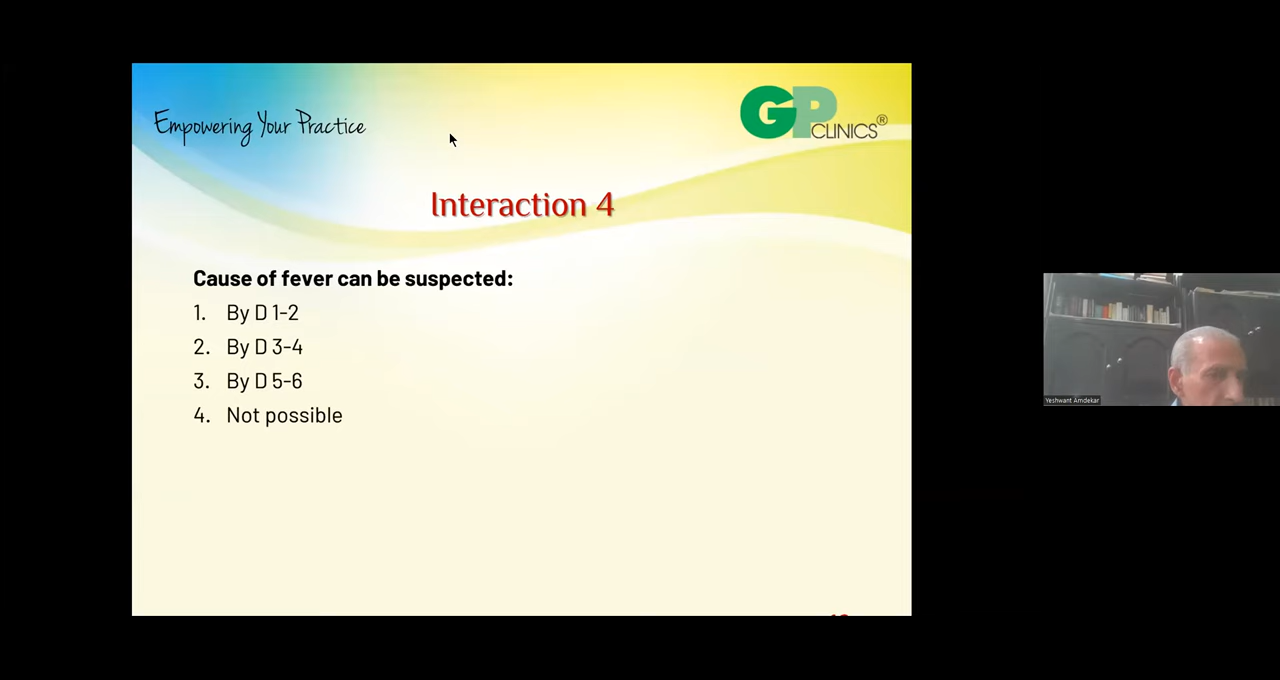 Empowering Your Practice
GP CLINICS®
Interaction 4
Cause of fever can be suspected:
1. By D 1-2
2. By D 3-4
3. By D 5-6
4. Not possible
Yeshwant Amdekar